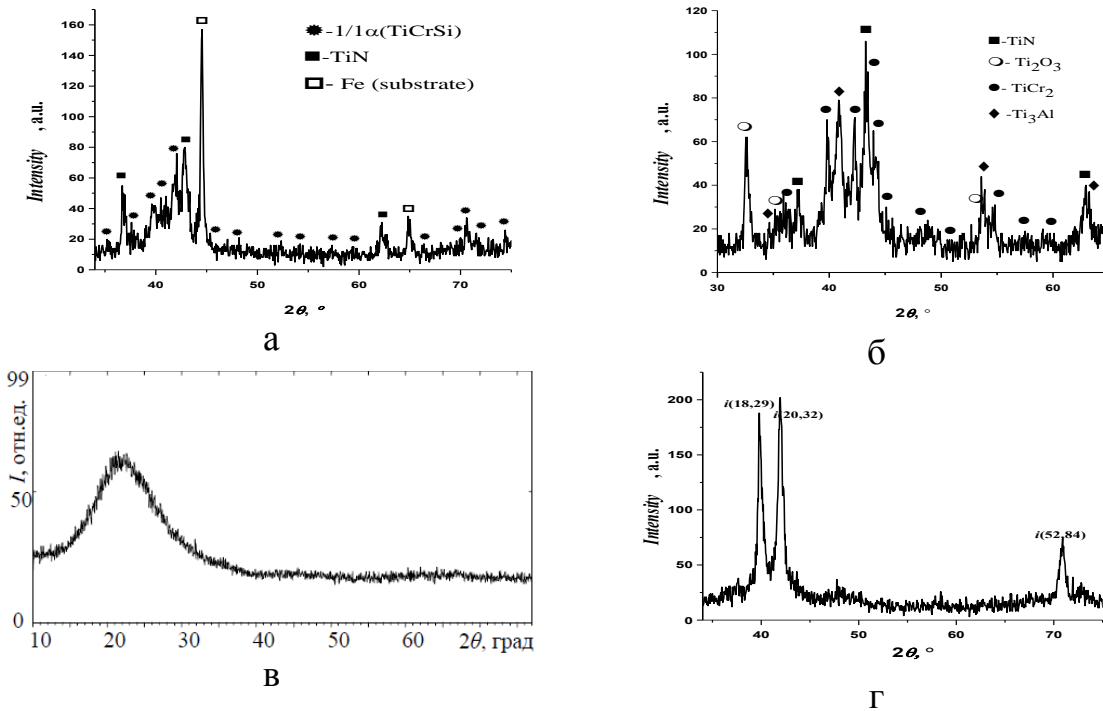 160
140
120
100
80
60
40
20
0
Intensity, a.u.
-1/1α(TiCrSi)
-TiN
- Fe (substrate)
40 50 60 70
2θ, °
а
120
100
80
60
40
20
0
Intensity, a.u.
-TiN
- Ti2O3
- TiCr2
-Ti3Al
30 40 50 60
2θ, °
б
99
50
0
I, отн.ед.
10 20 30 40 50 60 2θ, град
в
200
150
100
50
0
Intensity, a.u.
i(18,29)
i(20,32)
i(52,84)
40 50 60 70
2θ, °
г